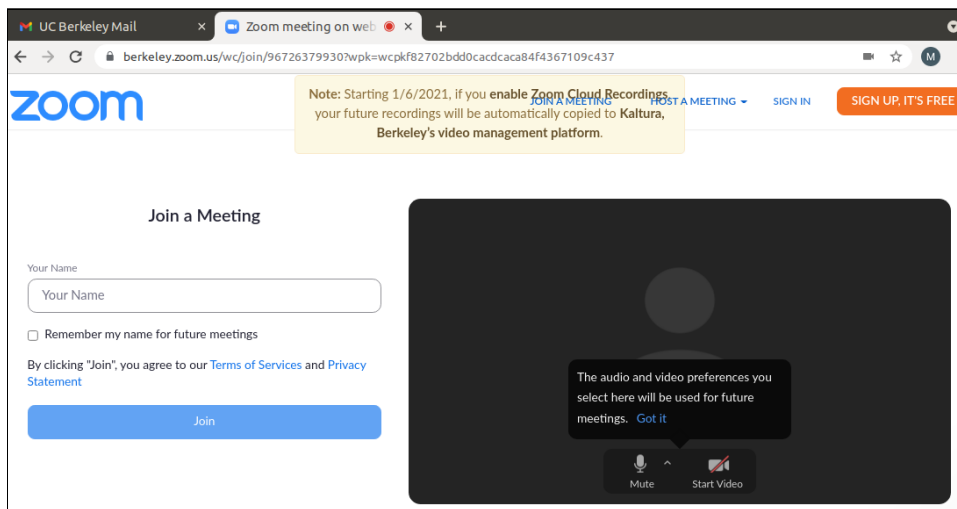 UC Berkeley Mail
Zoom meeting on web
berkeley.zoom.us/wc/join/96726379930?wpk=wcpkf82702bdd0cacdcaca84f4367109c437
M
zoom
Note: Starting 1/6/2021, if you enable Zoom Cloud Recordings,
your future recordings will be automatically copied to Kaltura,
Berkeley's video management platform.
JOIN A MEETING
HOST A MEETING
SIGN IN
SIGN UP, IT'S FREE
Join a Meeting
Your Name
Your Name
Remember my name for future meetings
By clicking "Join", you agree to our Terms of Services and Privacy
Statement
Join
The audio and video preferences you
select here will be used for future
meetings. Got it
Mute
Start Video